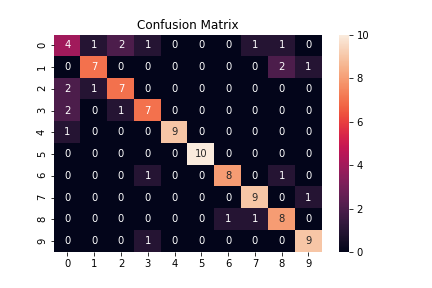 Confusion Matrix
0 4 1 2 1 0 0 0 1 1 0
1 0 7 0 0 0 0 0 0 2 1
2 2 1 7 0 0 0 0 0 0 0
3 2 0 1 7 0 0 0 0 0 0
4 1 0 0 0 9 0 0 0 0 0
5 0 0 0 0 0 10 0 0 0 0
6 0 0 0 1 0 0 8 0 1 0
7 0 0 0 0 0 0 0 9 0 1
8 0 0 0 0 0 0 1 1 8 0
9 0 0 0 1 0 0 0 0 0 9
0 1 2 3 4 5 6 7 8 9
10
8
6
4
2
0